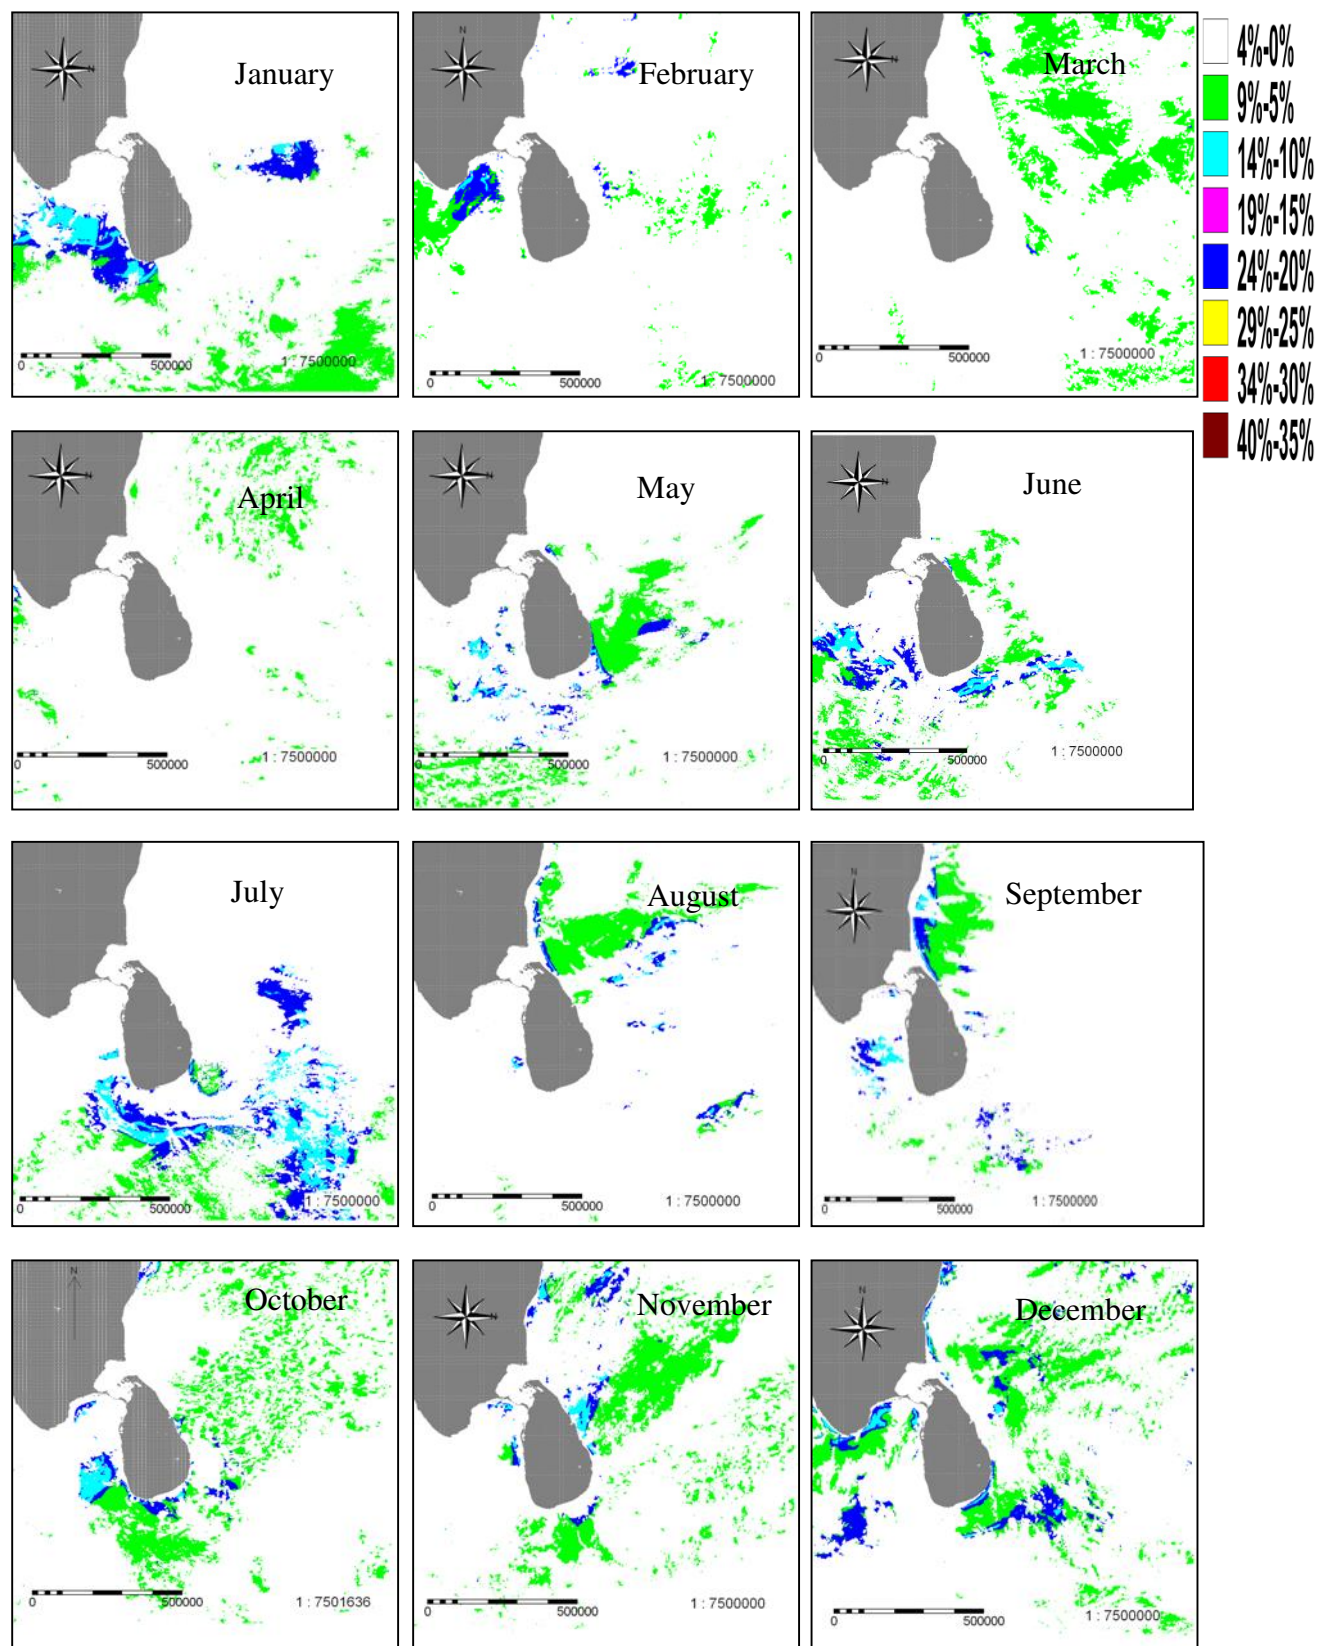 January
N
0
500000
1 : 7500000
N
February
0
500000
1 : 7500000
March
0
500000
1 : 7500000
4%-0%
9%-5%
14%-10%
19%-15%
24%-20%
29%-25%
34%-30%
40%-35%
April
N
0
500000
1 : 7500000
May
N
0
500000
1 : 7500000
June
N
0
500000
1 : 7500000
July
0
500000
1 : 7500000
August
0
500000
1 : 7500000
N
September
0
500000
1 : 7500000
N
October
0
500000
1 : 7501636
November
N
0
500000
1 : 7500000
N
December
0
500000
1 : 7500000